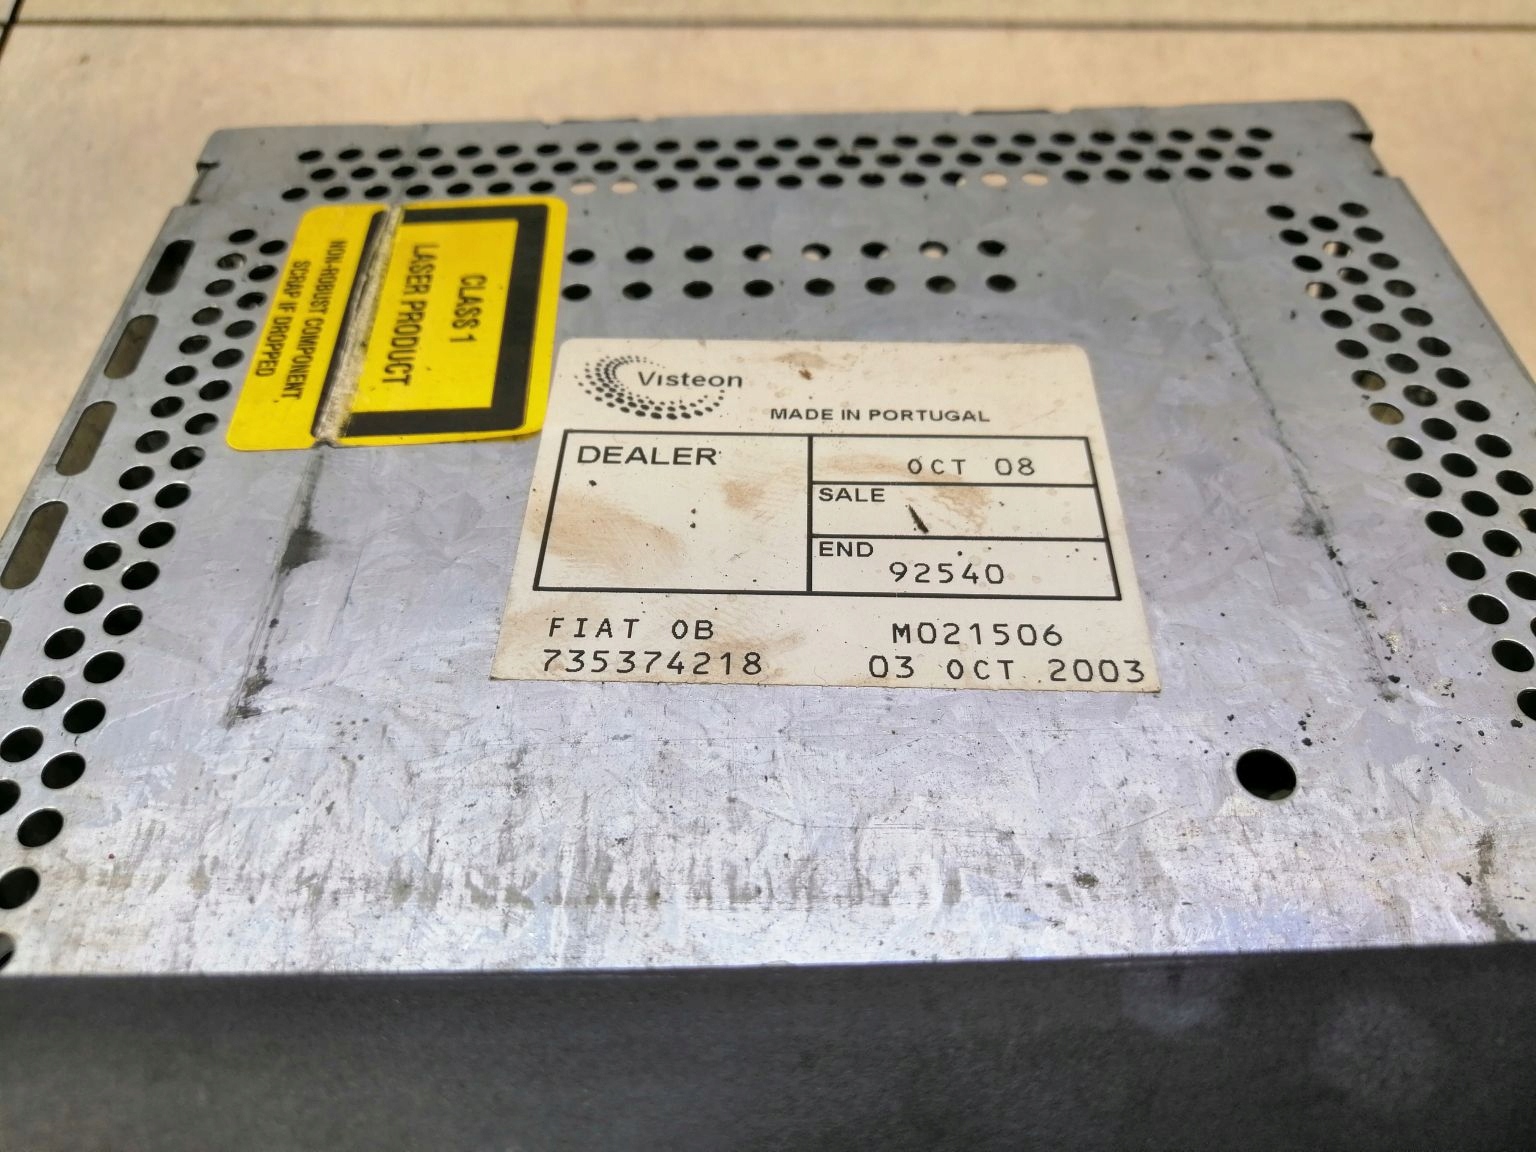 CLASS 1
LASER PRODUCT
NON-ROBUST COMPONENT,
SCRAP IF DROPPED
Visteon
MADE IN PORTUGAL
DEALER
OCT 08
SALE
END
92540
FIAT 0B
M021506
735374218
03 OCT 2003